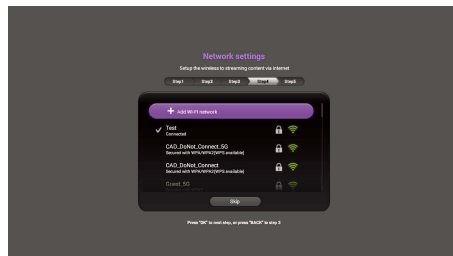 Network settings
Setup the wireless to streaming content via internet
Step1 Step2 Step3 Step4 Step5
+ Add Wi-Fi network
Test
Connected
CAD_DoNot_Connect_5G
Secured with WPA/WPA2(WPS available)
CAD_DoNot_Connect
Secured with WPA/WPA2(WPS available)
Guest_5G
Skip
Press "OK" to next step, or press "BACK" to step 3